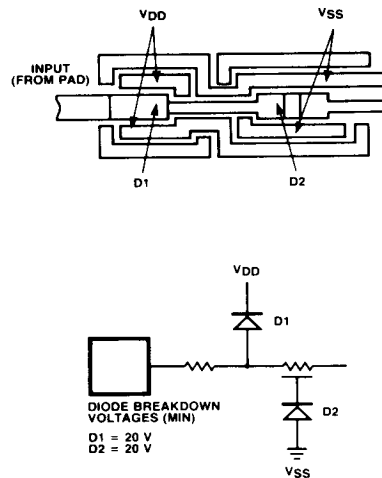 VDD
VSS
INPUT
(FROM PAD)
D1
D2
VDD
D1
DIODE BREAKDOWN
VOLTAGES (MIN)
D1 = 20 V
D2 = 20 V
D2
VSS